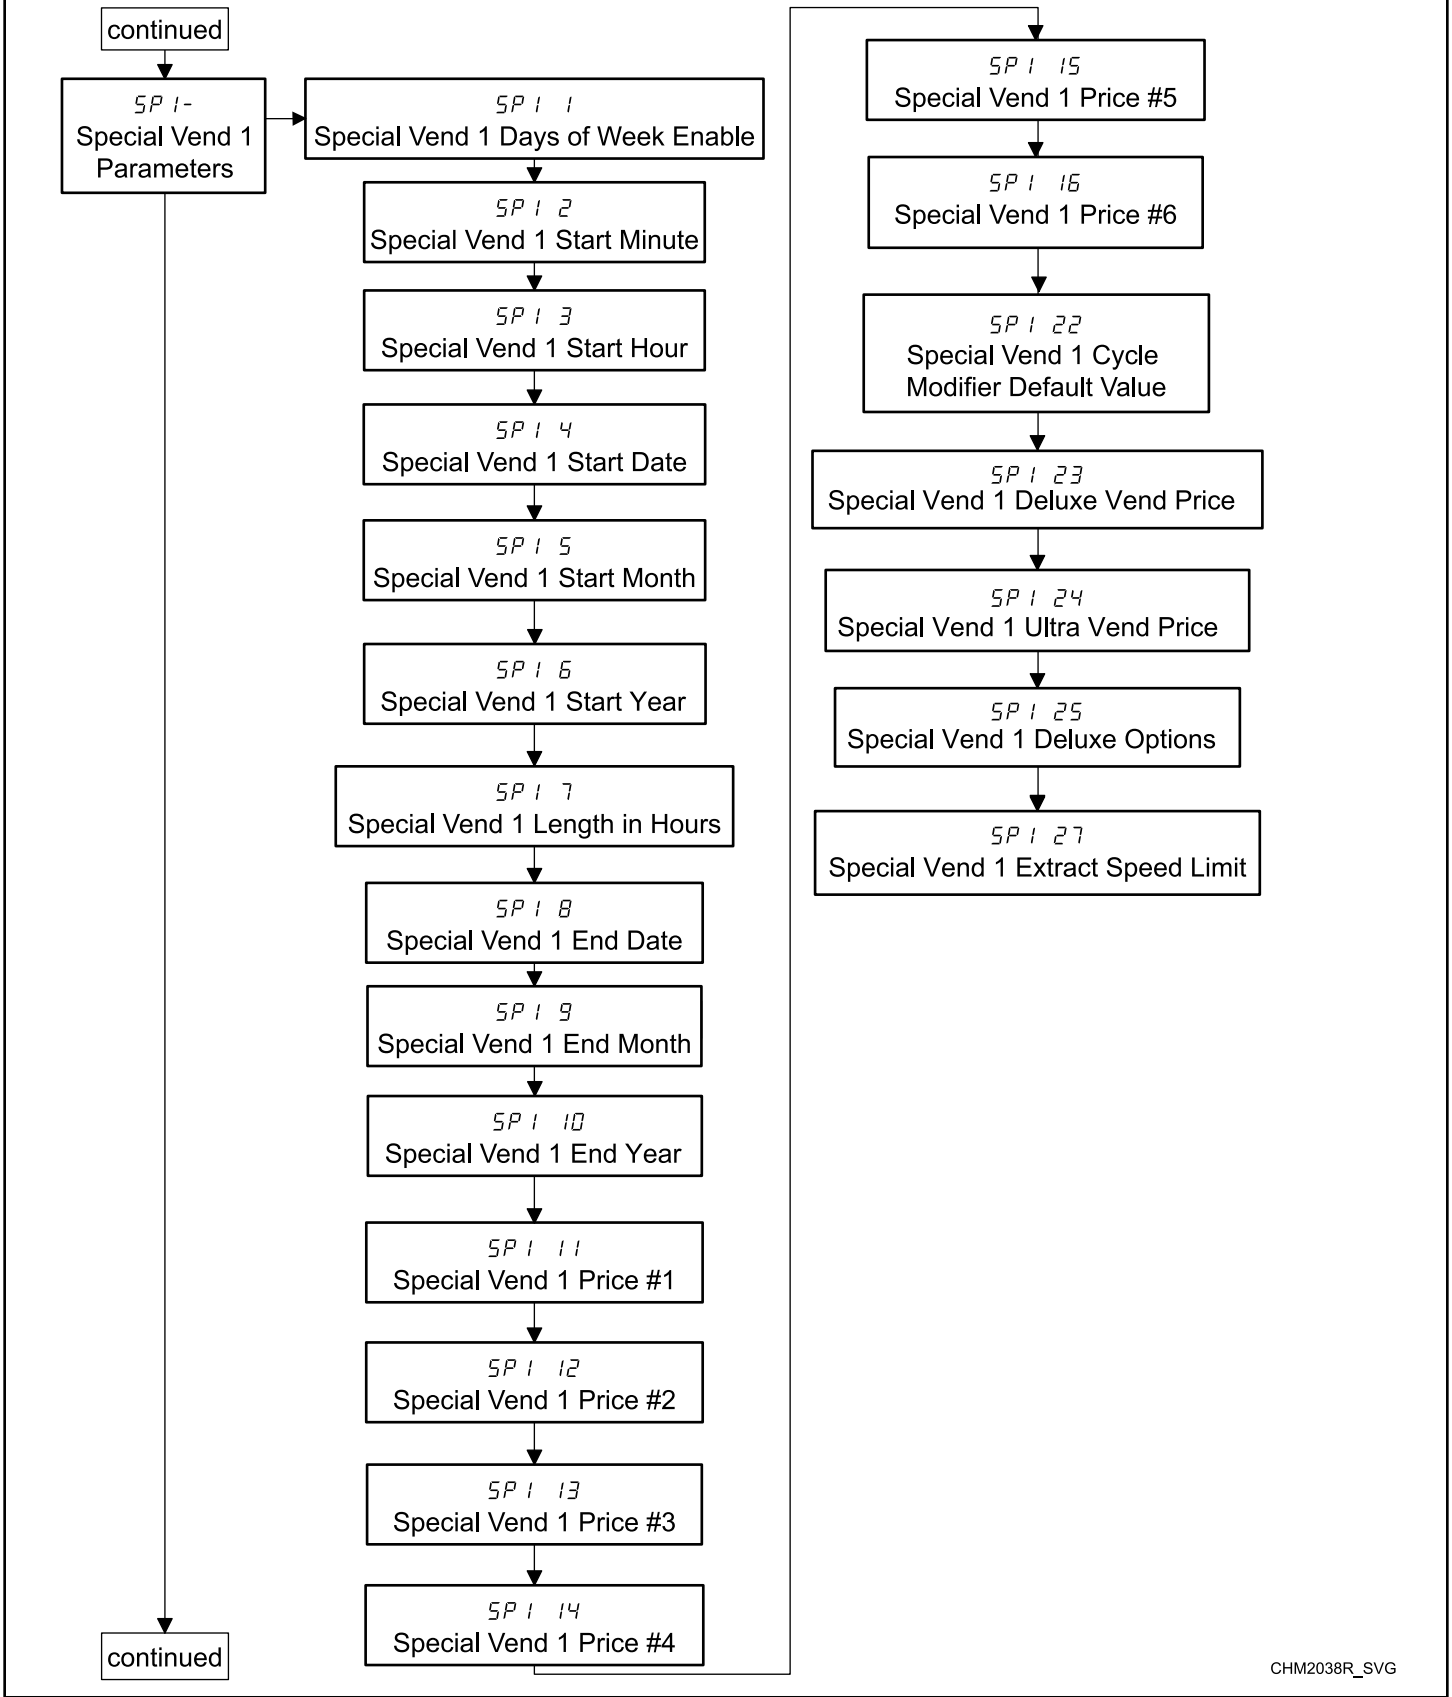 continued
SP1-
Special Vend 1
Parameters
continued
SP1 1
Special Vend 1 Days of Week Enable
SP1 2
Special Vend 1 Start Minute
SP1 3
Special Vend 1 Start Hour
SP1 4
Special Vend 1 Start Date
SP1 5
Special Vend 1 Start Month
SP1 6
Special Vend 1 Start Year
SP1 7
Special Vend 1 Length in Hours
SP1 8
Special Vend 1 End Date
SP1 9
Special Vend 1 End Month
SP1 10
Special Vend 1 End Year
SP1 11
Special Vend 1 Price #1
SP1 12
Special Vend 1 Price #2
SP1 13
Special Vend 1 Price #3
SP1 14
Special Vend 1 Price #4
SP1 15
Special Vend 1 Price #5
SP1 16
Special Vend 1 Price #6
SP1 22
Special Vend 1 Cycle
Modifier Default Value
SP1 23
Special Vend 1 Deluxe Vend Price
SP1 24
Special Vend 1 Ultra Vend Price
SP1 25
Special Vend 1 Deluxe Options
SP1 27
Special Vend 1 Extract Speed Limit
CHM2038R_SVG